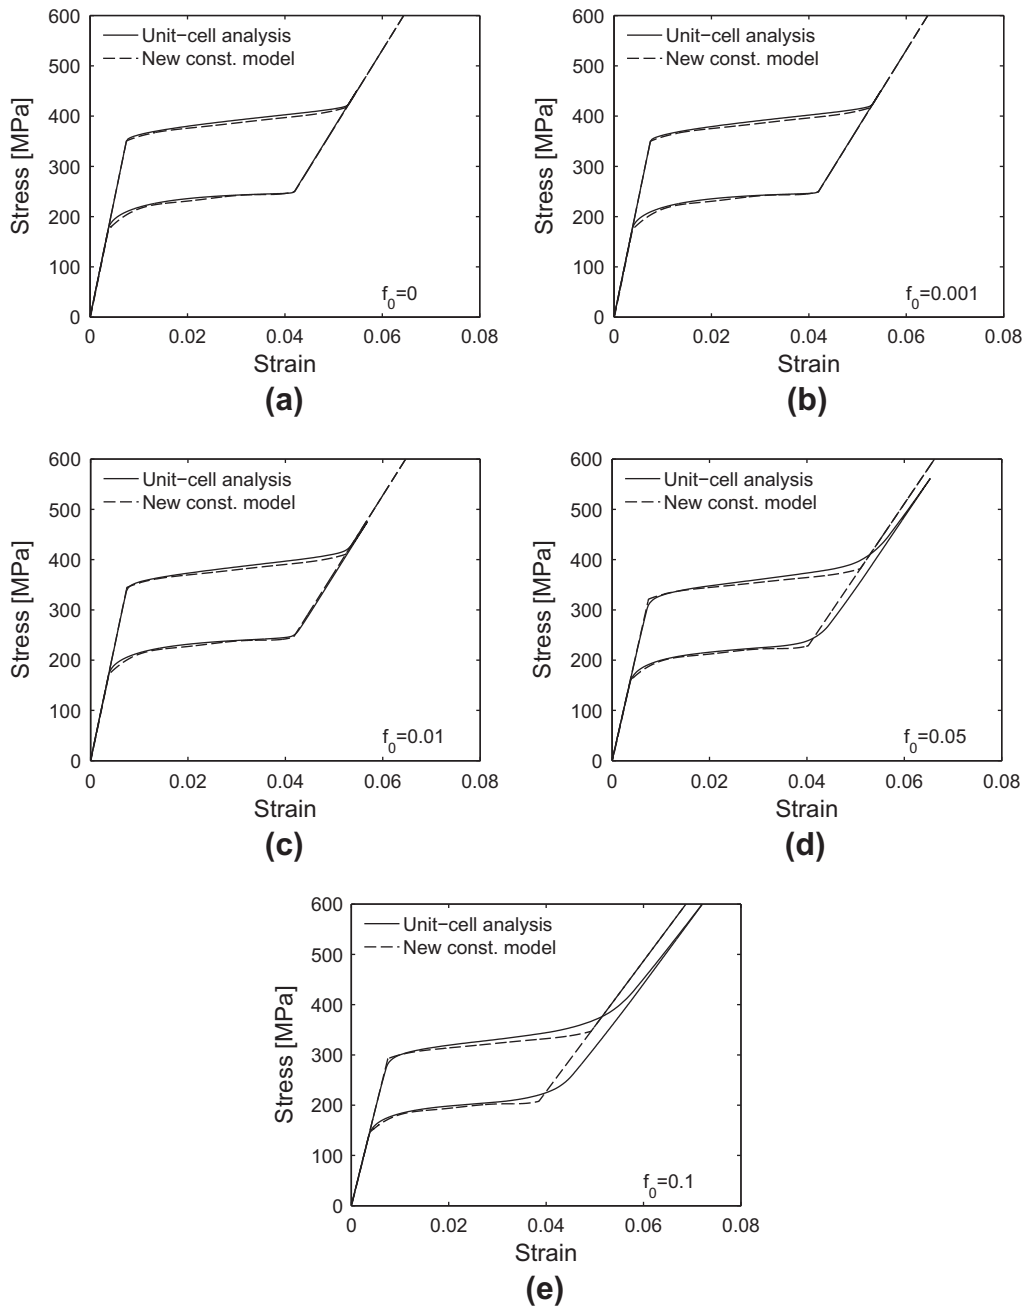 600
500
400
300
200
100
0
Stress [MPa]
Unit−cell analysis
New const. model
f0=0
0 0.02 0.04 0.06 0.08
Strain
(a)
600
500
400
300
200
100
0
Stress [MPa]
Unit−cell analysis
New const. model
f0=0.001
0 0.02 0.04 0.06 0.08
Strain
(b)
600
500
400
300
200
100
0
Stress [MPa]
Unit−cell analysis
New const. model
f0=0.01
0 0.02 0.04 0.06 0.08
Strain
(c)
600
500
400
300
200
100
0
Stress [MPa]
Unit−cell analysis
New const. model
f0=0.05
0 0.02 0.04 0.06 0.08
Strain
(d)
600
500
400
300
200
100
0
Stress [MPa]
Unit−cell analysis
New const. model
f0=0.1
0 0.02 0.04 0.06 0.08
Strain
(e)